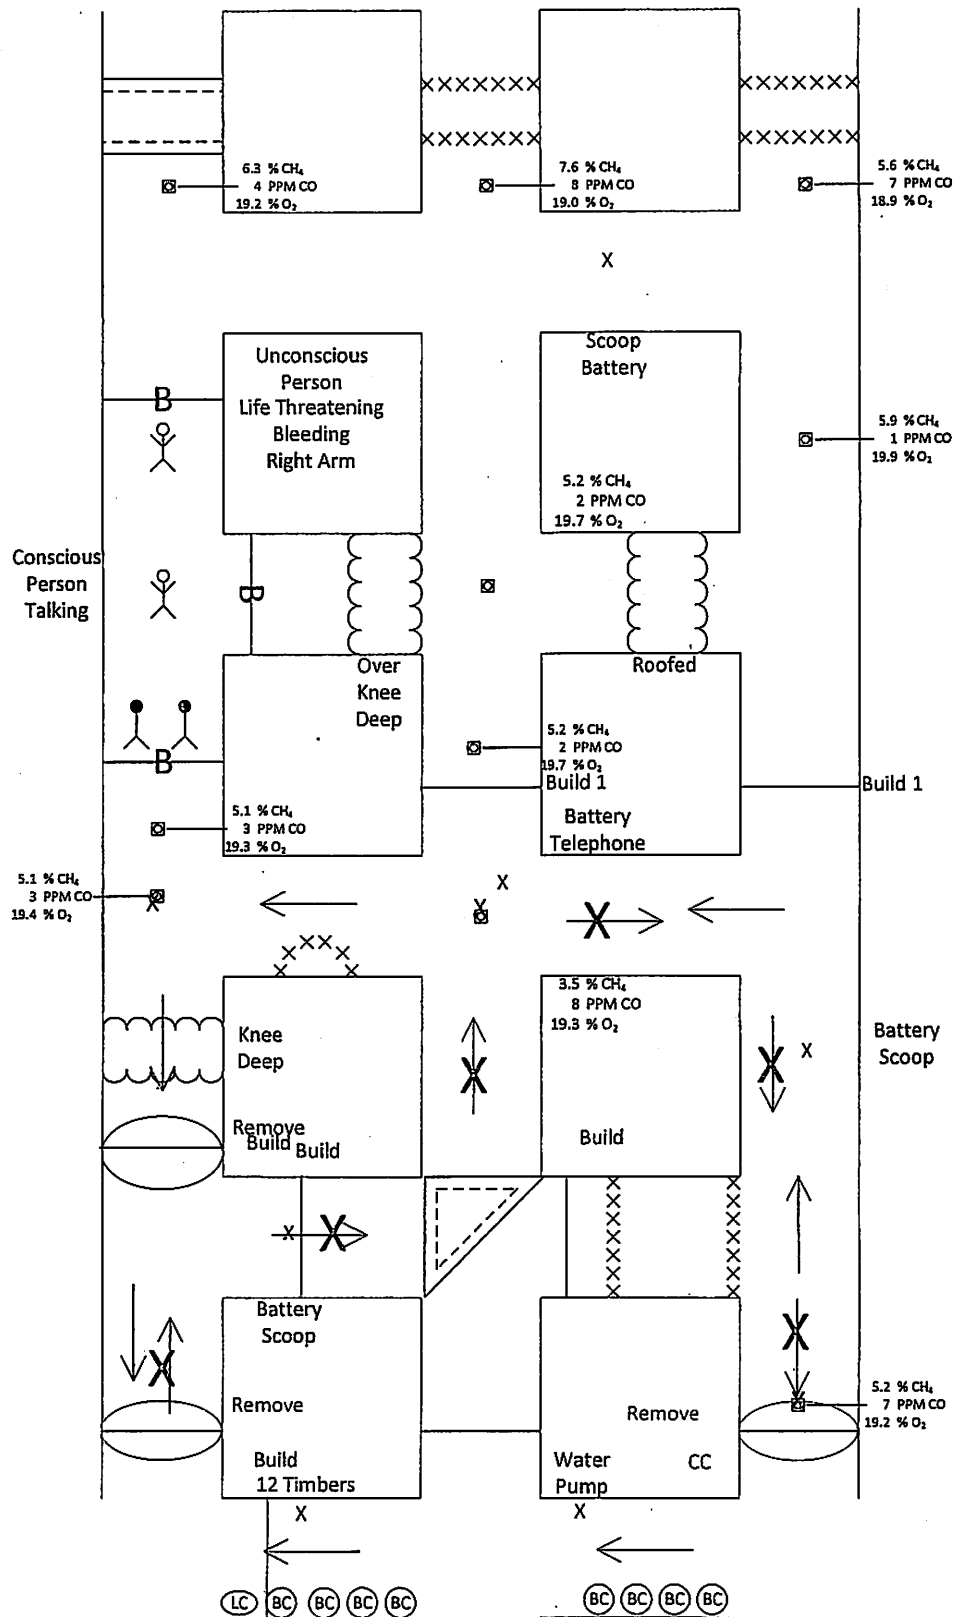 6.3 % CH₄
4 PPM CO
19.2 % O₂
7.6 % CH₄
8 PPM CO
19.0 % O₂
5.6 % CH₄
7 PPM CO
18.9 % O₂
X
Unconscious
Person
Life Threatening
Bleeding
Right Arm
B
Scoop
Battery
5.2 % CH₄
2 PPM CO
19.7 % O₂
5.9 % CH₄
1 PPM CO
19.9 % O₂
Conscious
Person
Talking
B
Over
Knee
Deep
Roofed
B
5.2 % CH₄
2 PPM CO
19.7 % O₂
Build 1
Battery
Telephone
Build 1
5.1 % CH₄
3 PPM CO
19.3 % O₂
5.1 % CH₄
3 PPM CO
19.4 % O₂
X
X
X
X
3.5 % CH₄
8 PPM CO
19.3 % O₂
Knee
Deep
X
X
X
Battery
Scoop
Remove
Build
Build
Build
X
X
Battery
Scoop
X
X
Remove
Build
12 Timbers
Remove
Water
Pump
CC
5.2 % CH₄
7 PPM CO
19.2 % O₂
X
X
LC
BC
BC
BC
BC
BC
BC
BC
BC